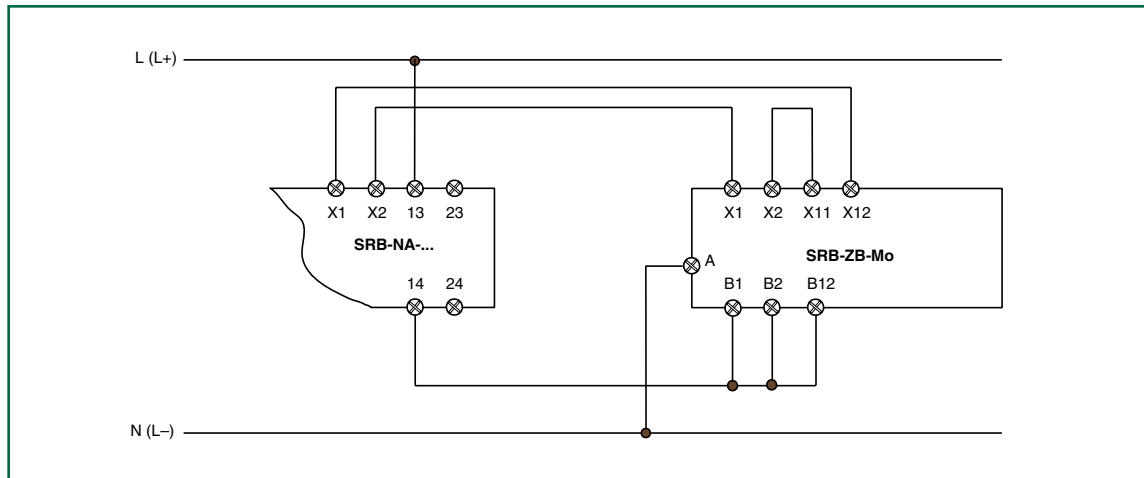 L (L+)
X1 X2 13 23
SRB-NA-...
14 24
X1 X2 X11 X12
A
SRB-ZB-Mo
B1 B2 B12
N (L–)